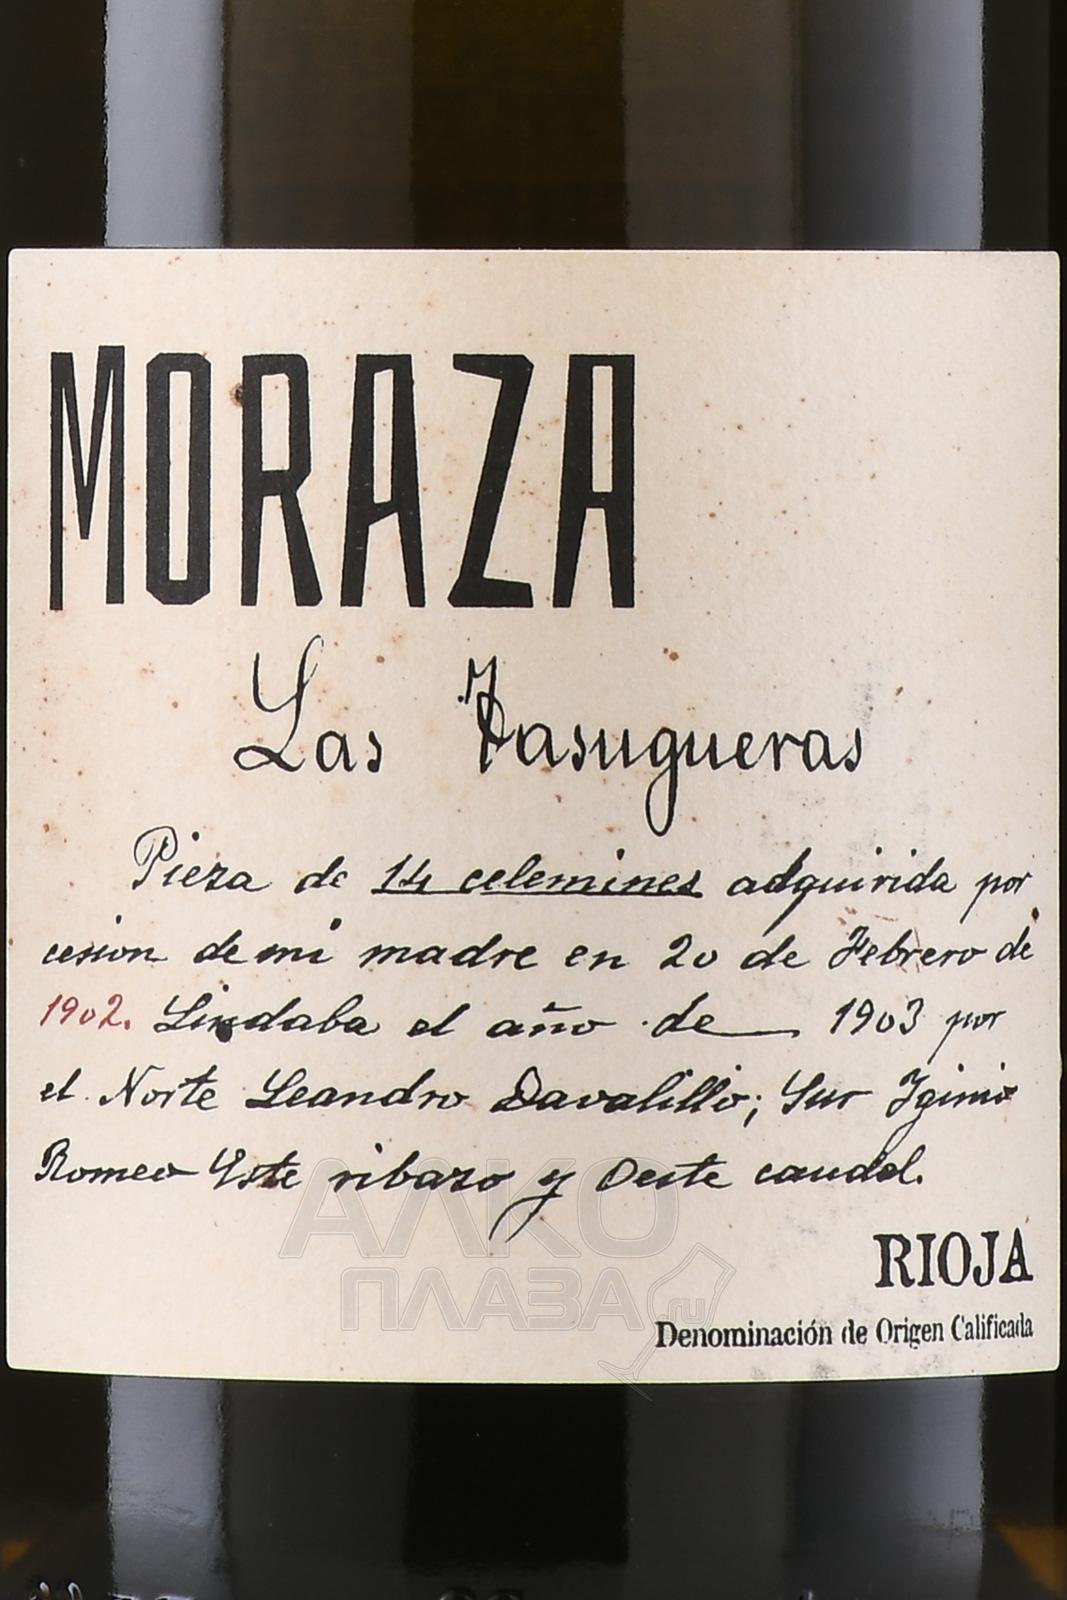 MORAZA
Las Tasugueras
Pieza de 14 celemines adquirida por
cesion de mi madre en 20 de Febrero de
1902. Lindaba el año de 1903 por
el Norte Leandro Davalillo; Sur Iginio
Romeo Este ribazo y Oeste caudal.
RIOJA
Denominación de Origen Calificada
АЛКО
ПЛАЗА
.ru